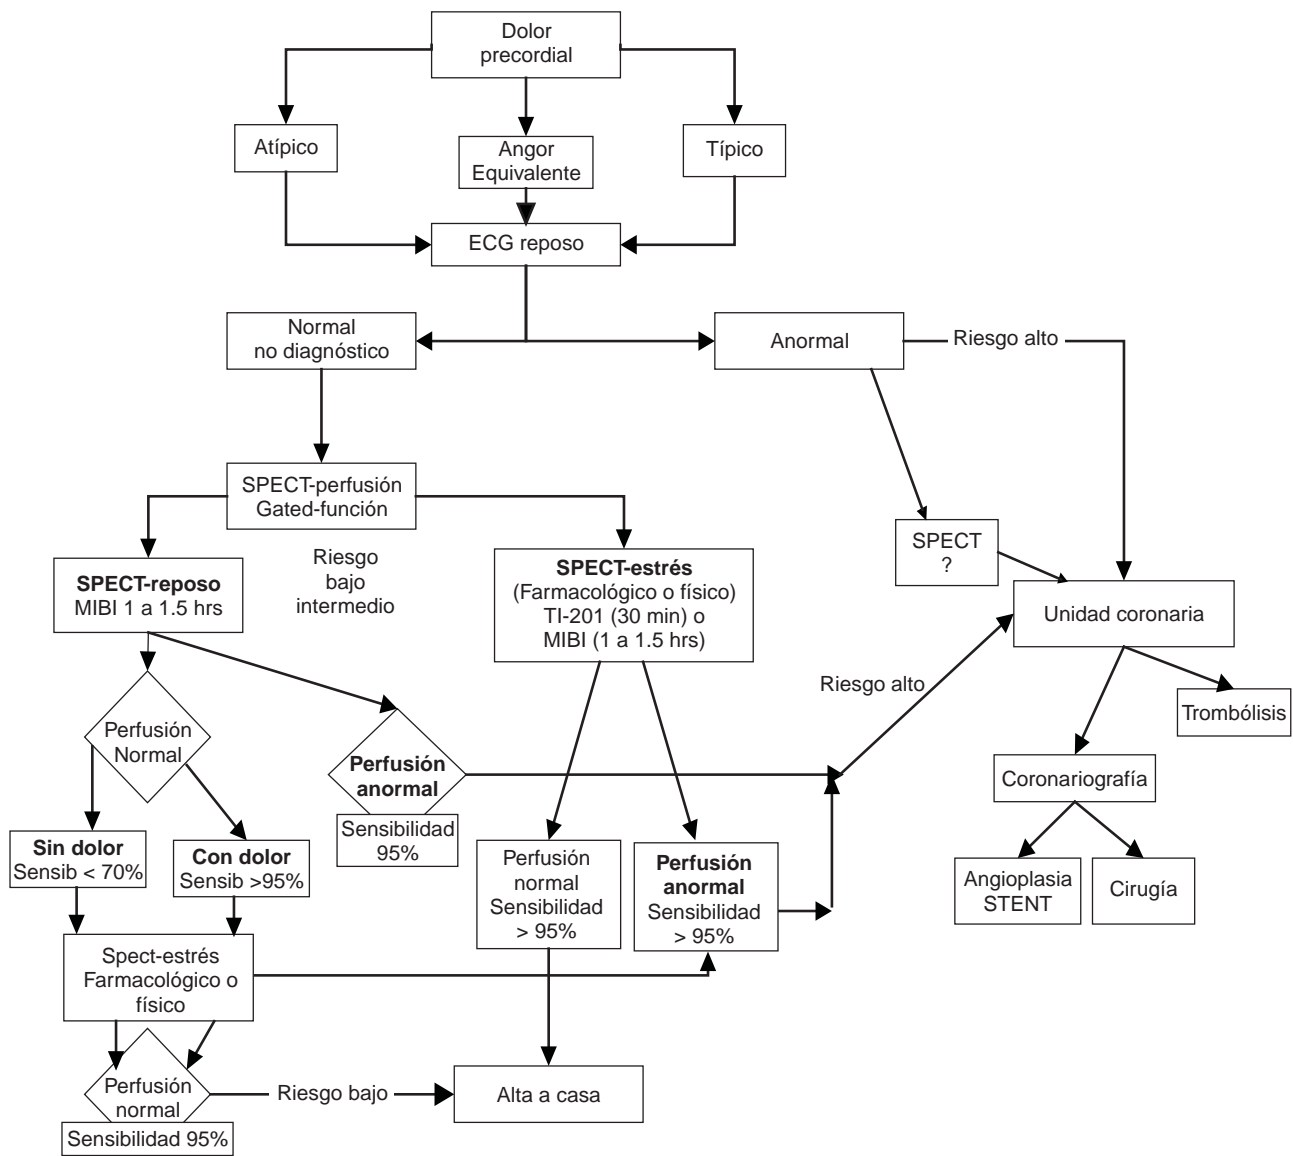 Dolor
precordial
Atípico
Angor
Equivalente
Típico
ECG reposo
Normal
no diagnóstico
Anormal
Riesgo alto
SPECT-perfusión
Gated-función
SPECT
?
Riesgo
bajo
intermedio
SPECT-reposo
MIBI 1 a 1.5 hrs
SPECT-estrés
(Farmacológico o físico)
TI-201 (30 min) o
MIBI (1 a 1.5 hrs)
Unidad coronaria
Riesgo alto
Trombólisis
Perfusión
Normal
Perfusión
anormal
Sensibilidad
95%
Coronariografía
Sin dolor
Sensib < 70%
Con dolor
Sensib >95%
Perfusión
normal
Sensibilidad
> 95%
Perfusión
anormal
Sensibilidad
> 95%
Angioplasia
STENT
Cirugía
Spect-estrés
Farmacológico o
físico
Perfusión
normal
Sensibilidad 95%
Riesgo bajo
Alta a casa